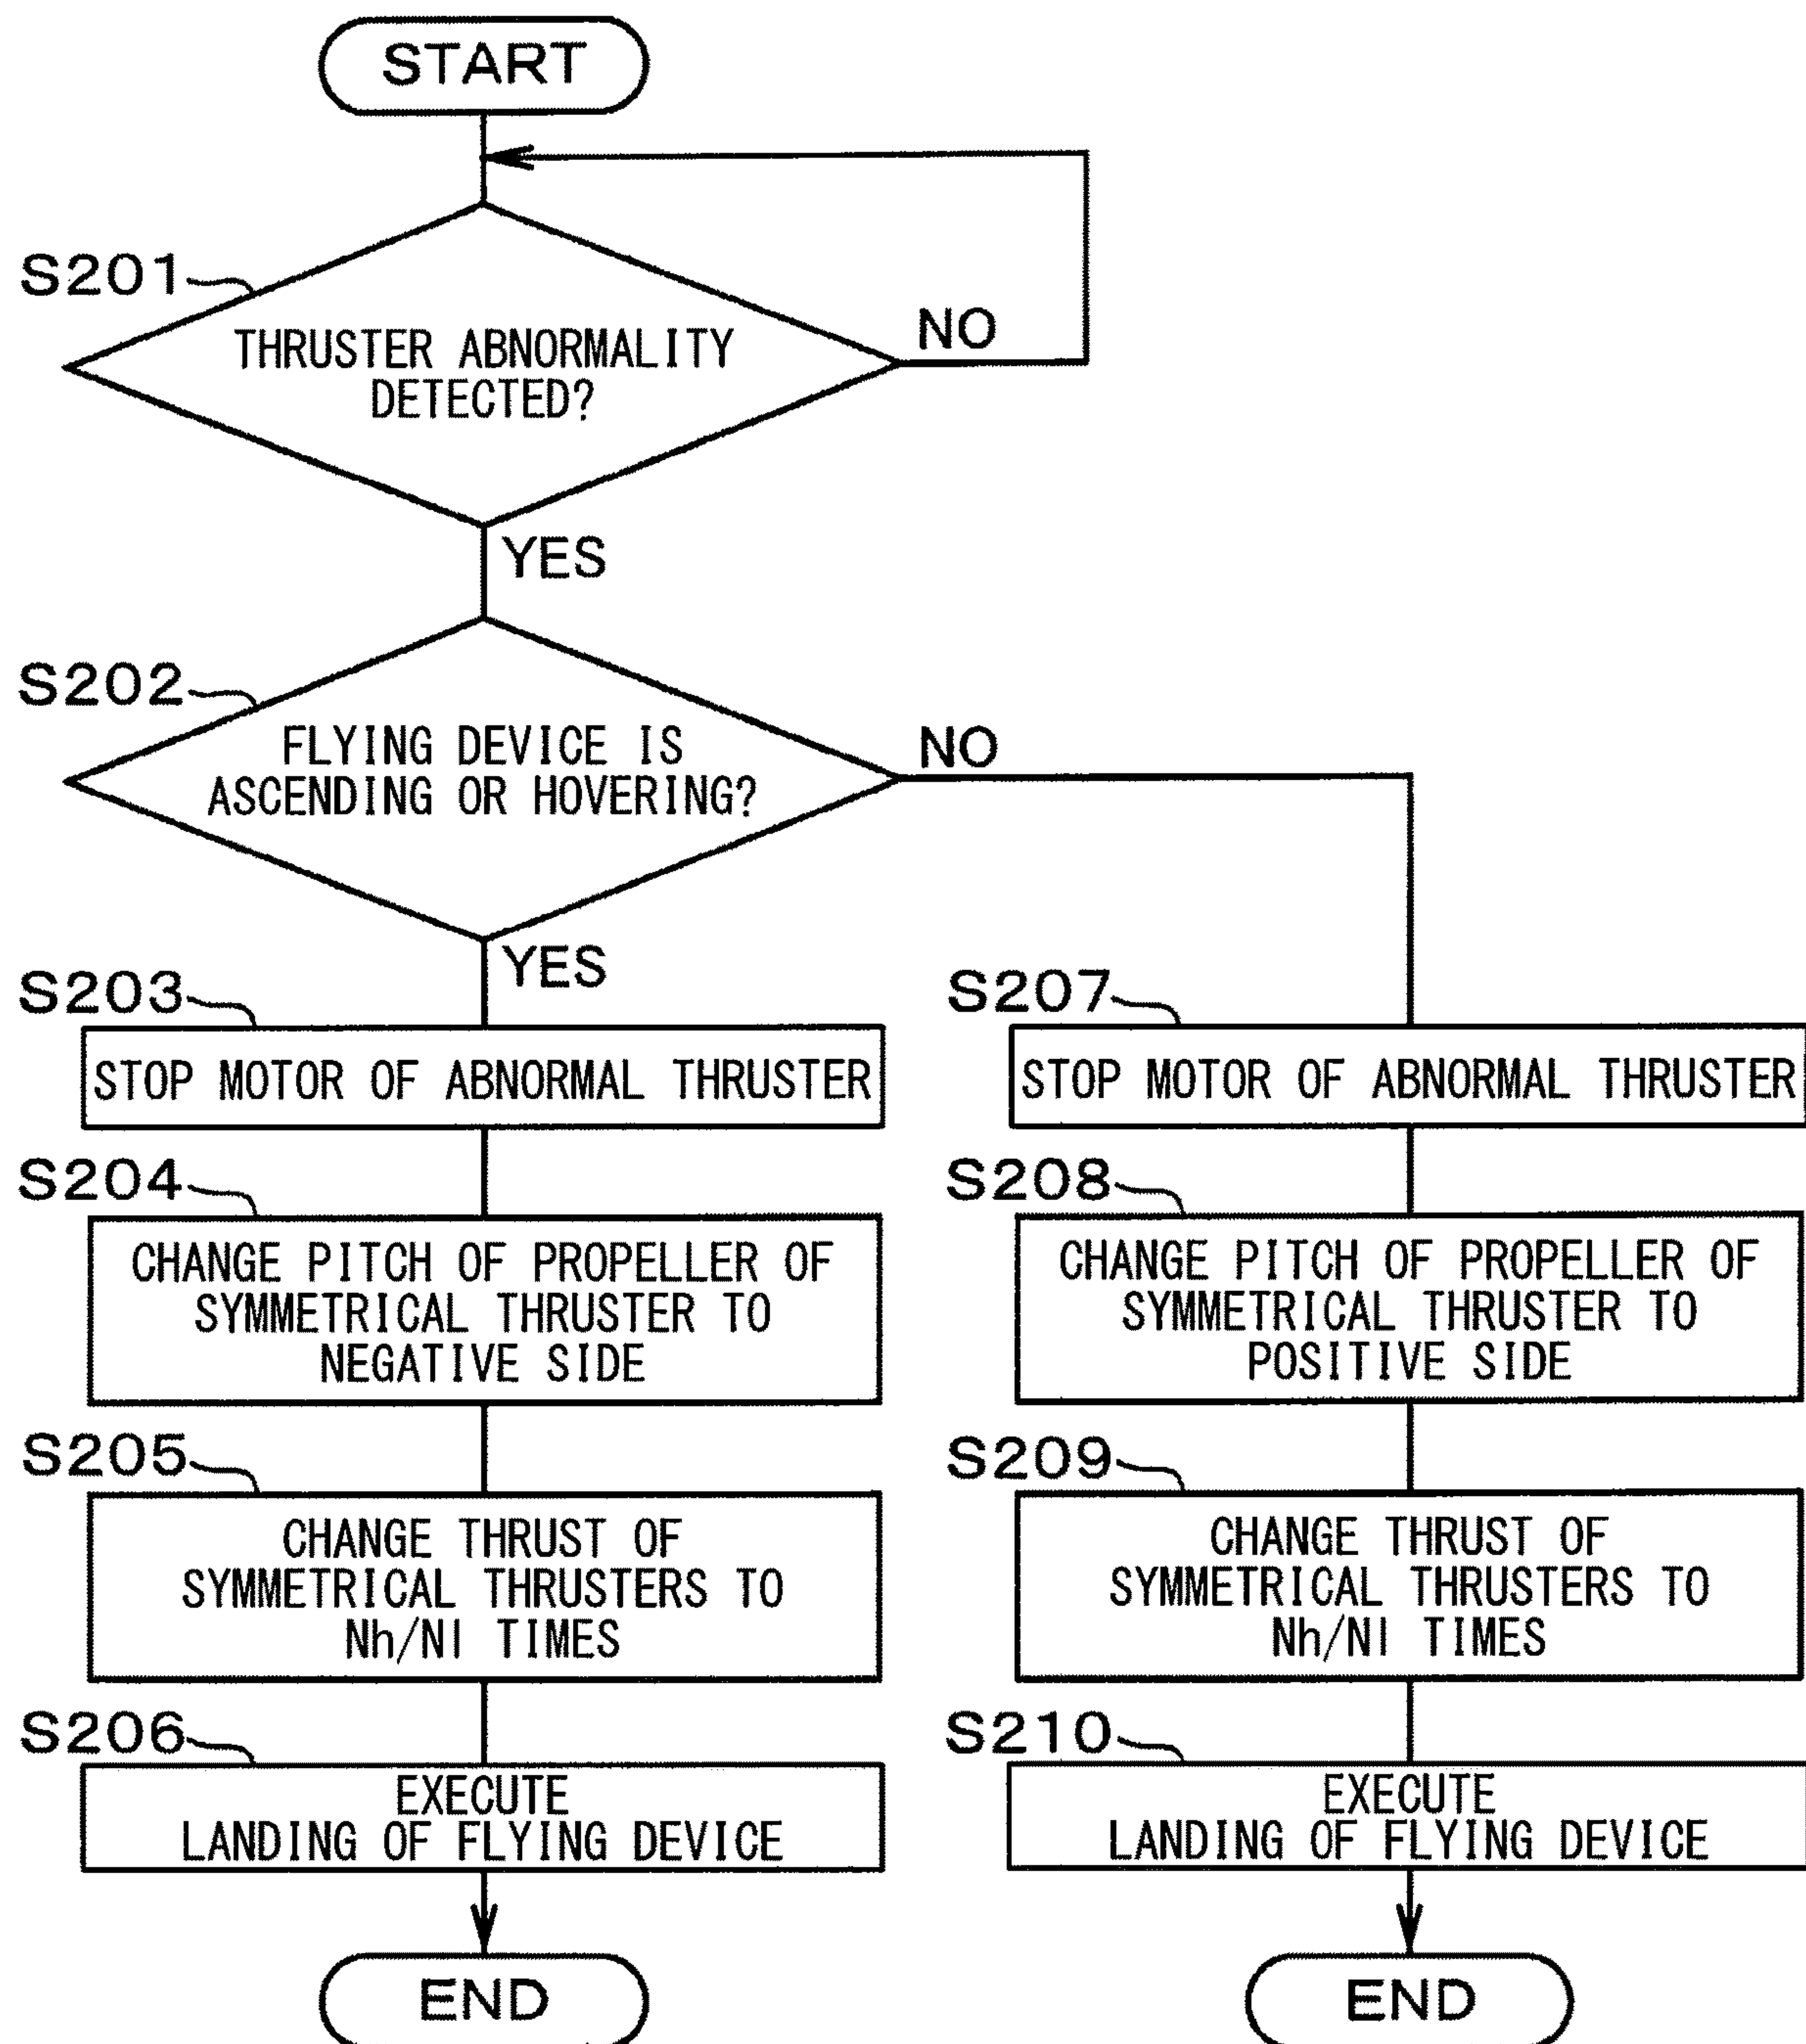 START
S201
THRUSTER ABNORMALITY
DETECTED?
NO
YES
S202
FLYING DEVICE IS
ASCENDING OR HOVERING?
NO
YES
S203
STOP MOTOR OF ABNORMAL THRUSTER
S204
CHANGE PITCH OF PROPELLER OF
SYMMETRICAL THRUSTER TO
NEGATIVE SIDE
S205
CHANGE THRUST OF
SYMMETRICAL THRUSTERS TO
Nh/Nl TIMES
S206
EXECUTE
LANDING OF FLYING DEVICE
END
S207
STOP MOTOR OF ABNORMAL THRUSTER
S208
CHANGE PITCH OF PROPELLER OF
SYMMETRICAL THRUSTER TO
POSITIVE SIDE
S209
CHANGE THRUST OF
SYMMETRICAL THRUSTERS TO
Nh/Nl TIMES
S210
EXECUTE
LANDING OF FLYING DEVICE
END